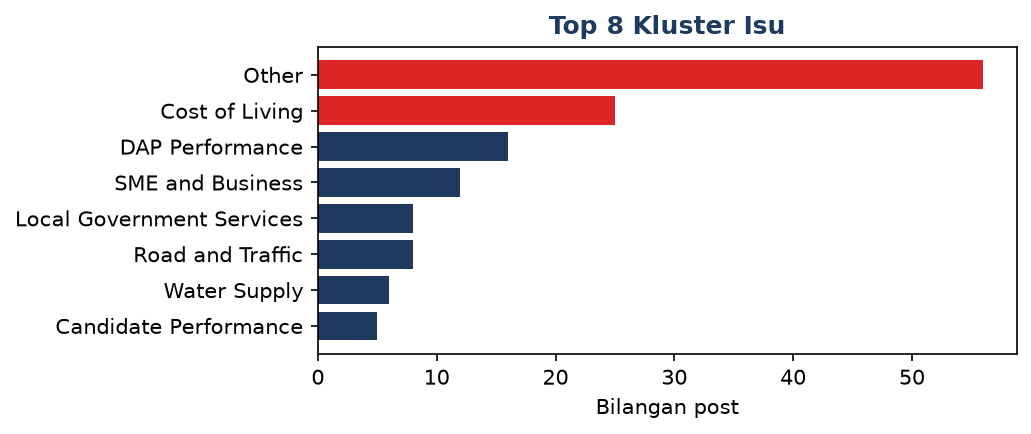 Top 8 Kluster Isu
Other
Cost of Living
DAP Performance
SME and Business
Local Government Services
Road and Traffic
Water Supply
Candidate Performance
0 10 20 30 40 50
Bilangan post